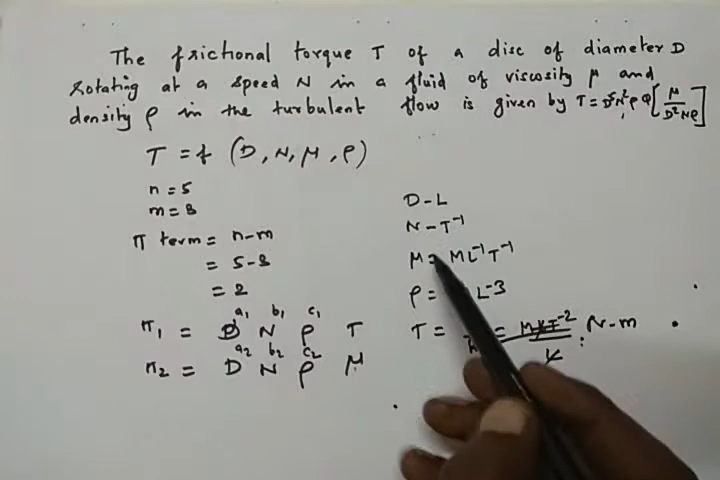 The frictional torque T of a disc of diameter D
rotating at a speed N in a fluid of viscosity μ and
density ρ in the turbulent flow is given by T = D⁵N²ρ φ[μ/D²Nρ]
T = f (D, N, μ, ρ)
n = 5
m = 3
π term = n-m
= 5-3
= 2
π₁ = D^a₁ N^b₁ ρ^c₁ T
π₂ = D^a₂ N^b₂ ρ^c₂ μ
D - L
N - T⁻¹
μ = ML⁻¹T⁻¹
ρ = L⁻³
T = = MLT⁻² N-m